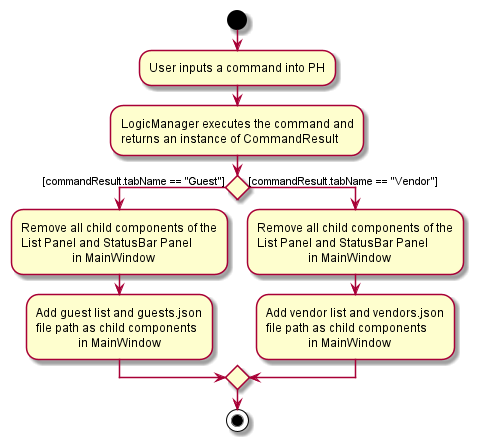 User inputs a command into PH
LogicManager executes the command and
returns an instance of CommandResult
[commandResult.tabName == "Guest"]
[commandResult.tabName == "Vendor"]
Remove all child components of the
List Panel and StatusBar Panel
in MainWindow
Remove all child components of the
List Panel and StatusBar Panel
in MainWindow
Add guest list and guests.json
file path as child components
in MainWindow
Add vendor list and vendors.json
file path as child components
in MainWindow